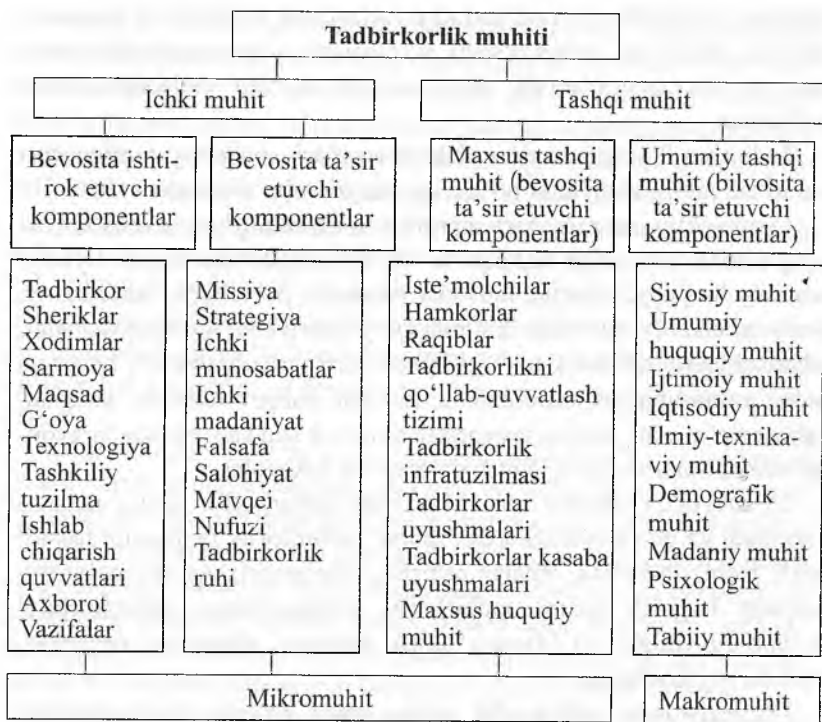 Tadbirkorlik muhiti
Ichki muhit
Tashqi muhit
Bevosita ishti-
rok etuvchi
komponentlar
Bevosita ta’sir
etuvchi
komponentlar
Maxsus tashqi
muhit (bevosita
ta’sir etuvchi
komponentlar)
Umumiy tashqi
muhit (bilvosita
ta’sir etuvchi
komponentlar)
Tadbirkor
Sheriklar
Xodimlar
Sarmoya
Maqsad
G‘oya
Texnologiya
Tashkiliy
tuzilma
Ishlab
chiqarish
quvvatlari
Axborot
Vazifalar
Missiya
Strategiya
Ichki
munosabatlar
Ichki
madaniyat
Falsafa
Salohiyat
Mavqei
Nufuzi
Tadbirkorlik
ruhi
Iste’molchilar
Hamkorlar
Raqiblar
Tadbirkorlikni
qo‘llab-quvvatlash
tizimi
Tadbirkorlik
infratuzilmasi
Tadbirkorlar
uyushmalari
Tadbirkorlar kasaba
uyushmalari
Maxsus huquqiy
muhit
Siyosiy muhit
Umumiy
huquqiy muhit
Ijtimoiy muhit
Iqtisodiy muhit
Ilmiy-texnika-
viy muhit
Demografik
muhit
Madaniy muhit
Psixologik
muhit
Tabiiy muhit
Mikromuhit
Makromuhit